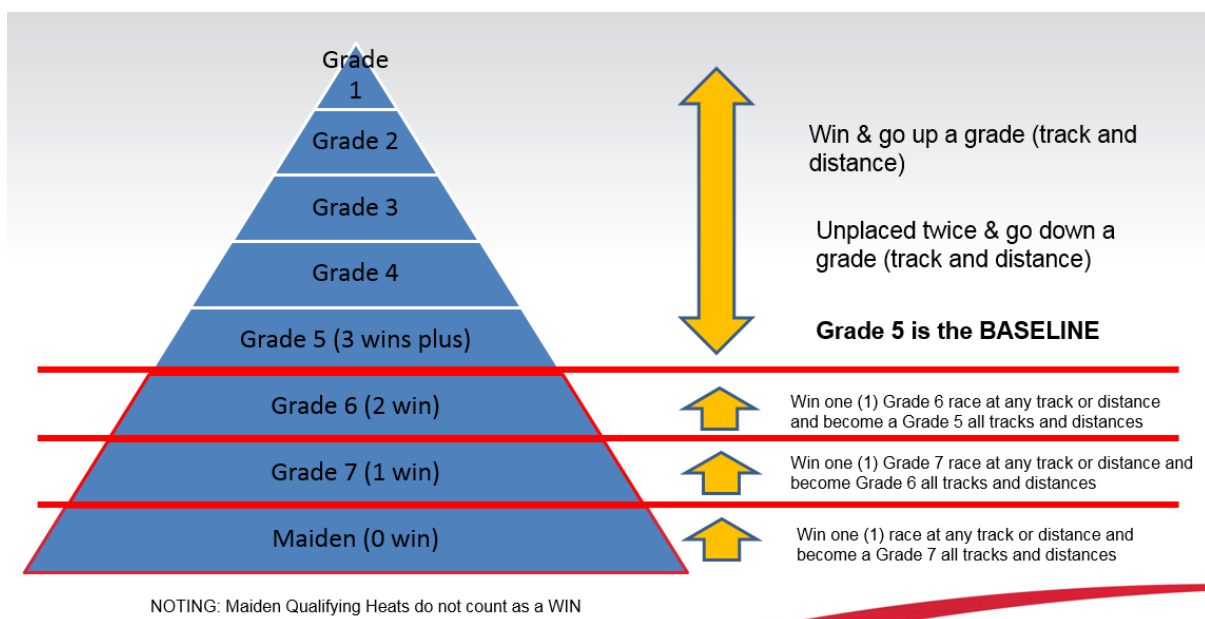 Grade
1
Grade 2
Grade 3
Grade 4
Grade 5 (3 wins plus)
Grade 6 (2 win)
Grade 7 (1 win)
Maiden (0 win)
Win & go up a grade (track and
distance)
Unplaced twice & go down a
grade (track and distance)
Grade 5 is the BASELINE
Win one (1) Grade 6 race at any track or distance
and become a Grade 5 all tracks and distances
Win one (1) Grade 7 race at any track or distance and
become Grade 6 all tracks and distances
Win one (1) race at any track or distance and
become a Grade 7 all tracks and distances
NOTING: Maiden Qualifying Heats do not count as a WIN